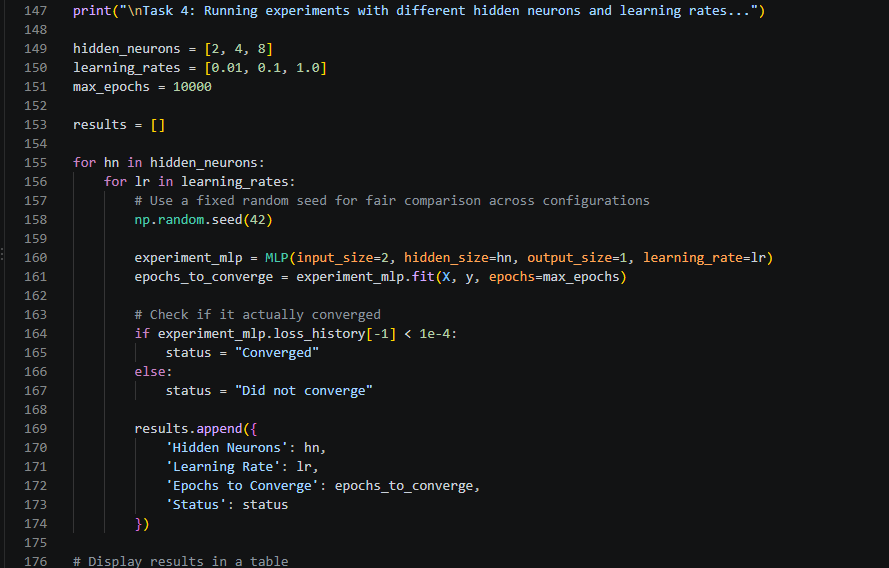 147 print("\nTask 4: Running experiments with different hidden neurons and learning rates...")
148
149 hidden_neurons = [2, 4, 8]
150 learning_rates = [0.01, 0.1, 1.0]
151 max_epochs = 10000
152
153 results = []
154
155 for hn in hidden_neurons:
156     for lr in learning_rates:
157         # Use a fixed random seed for fair comparison across configurations
158         np.random.seed(42)
159
160         experiment_mlp = MLP(input_size=2, hidden_size=hn, output_size=1, learning_rate=lr)
161         epochs_to_converge = experiment_mlp.fit(X, y, epochs=max_epochs)
162
163         # Check if it actually converged
164         if experiment_mlp.loss_history[-1] < 1e-4:
165             status = "Converged"
166         else:
167             status = "Did not converge"
168
169         results.append({
170             'Hidden Neurons': hn,
171             'Learning Rate': lr,
172             'Epochs to Converge': epochs_to_converge,
173             'Status': status
174         })
175
176 # Display results in a table